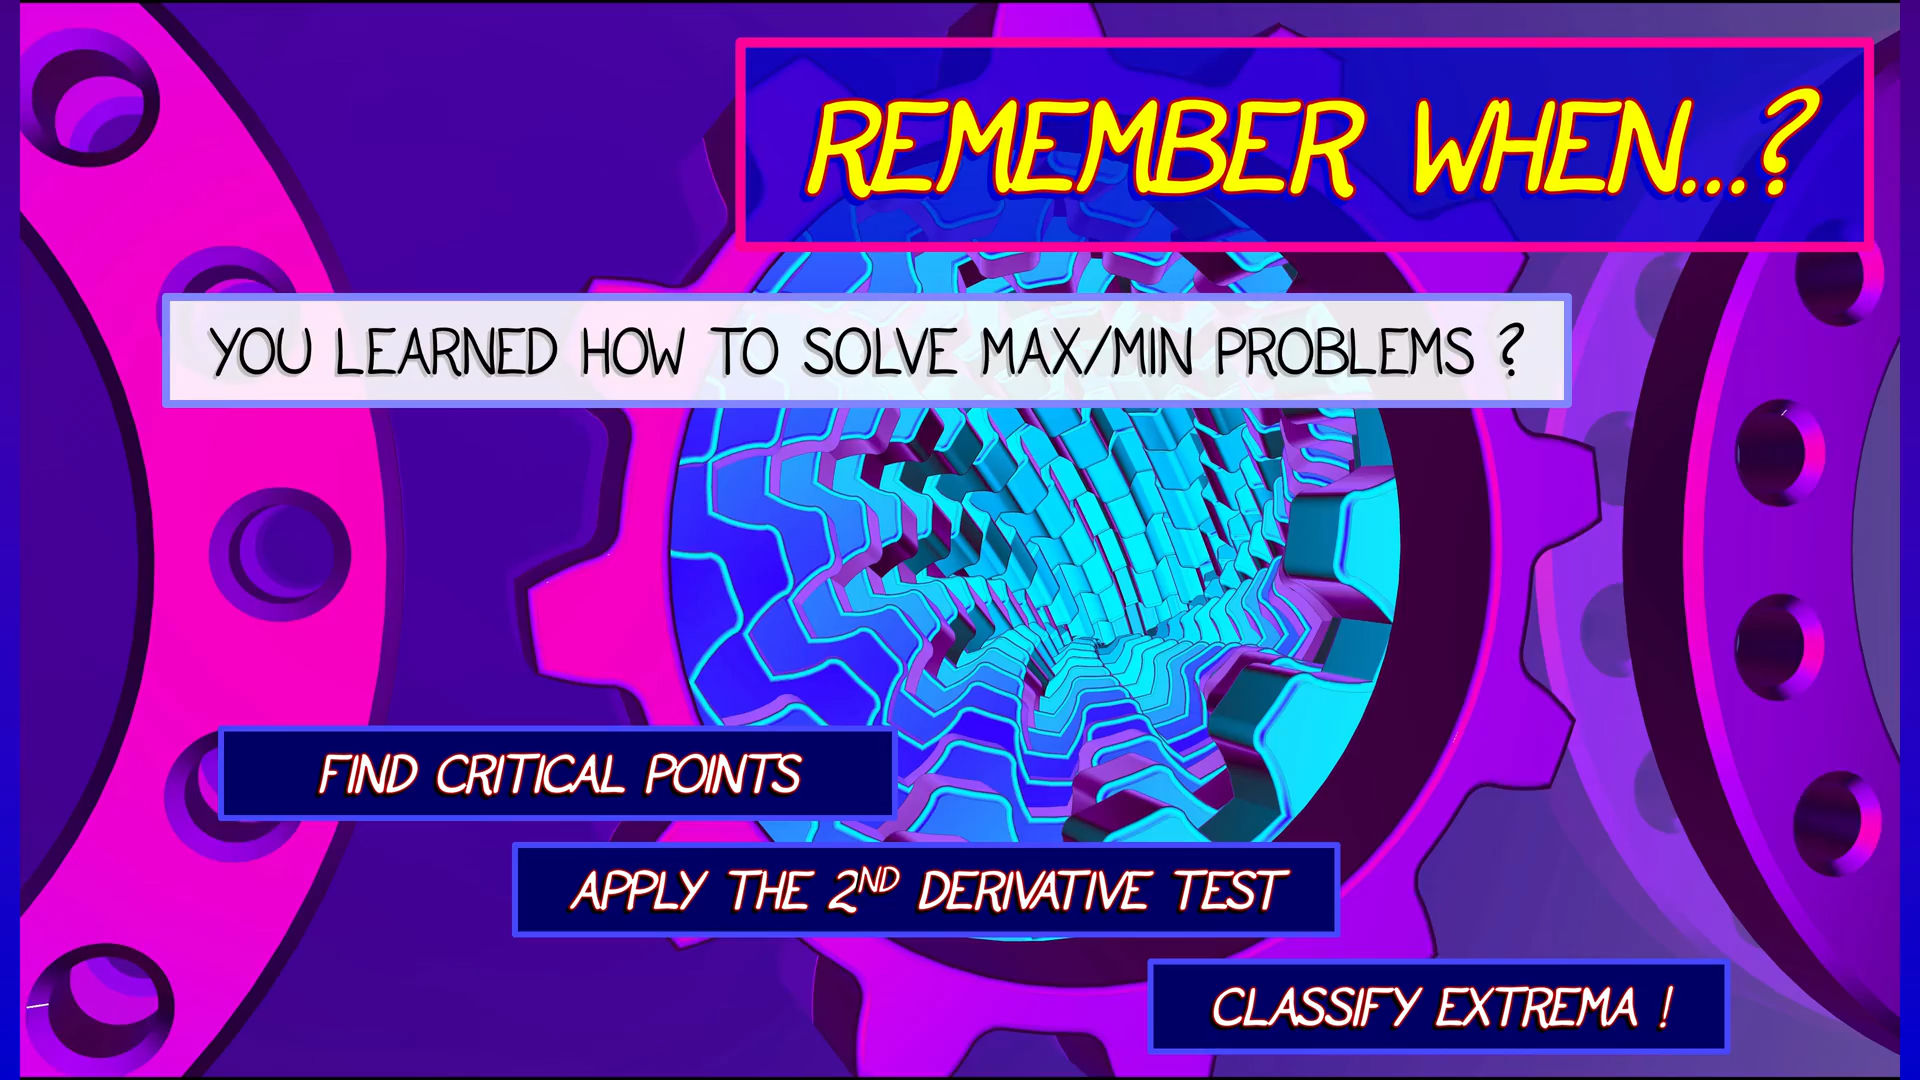 REMEMBER WHEN...?
YOU LEARNED HOW TO SOLVE MAX/MIN PROBLEMS ?
FIND CRITICAL POINTS
APPLY THE 2ND DERIVATIVE TEST
CLASSIFY EXTREMA !